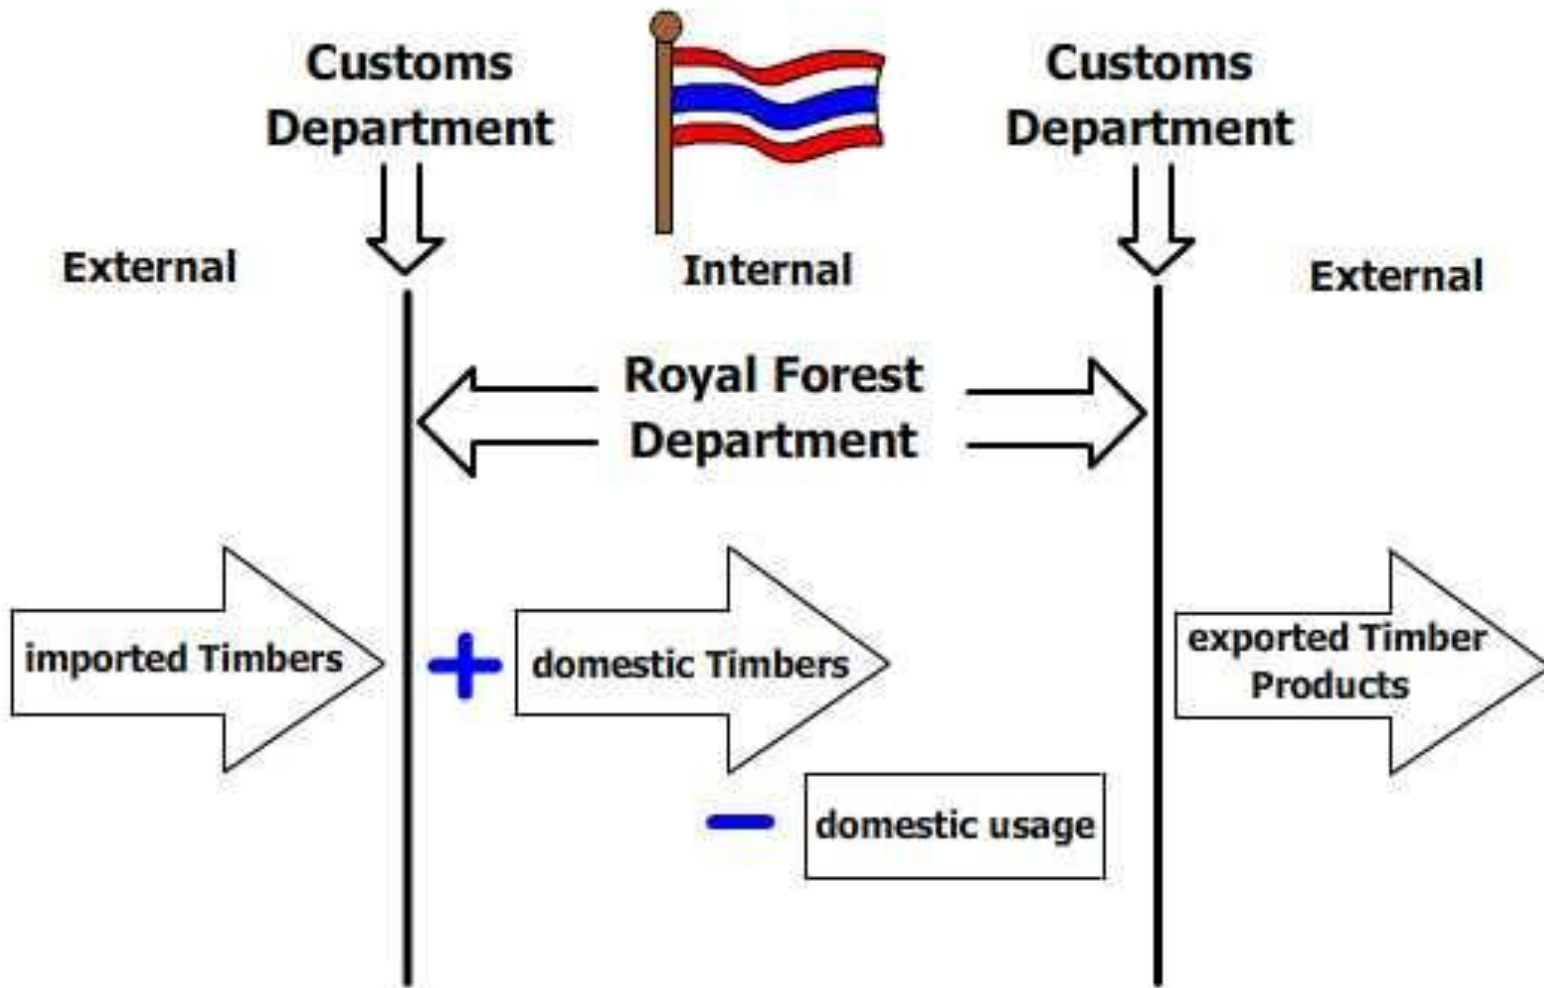 Customs
Department
Customs
Department
External
Internal
External
Royal Forest
Department
imported Timbers
domestic Timbers
exported Timber
Products
domestic usage